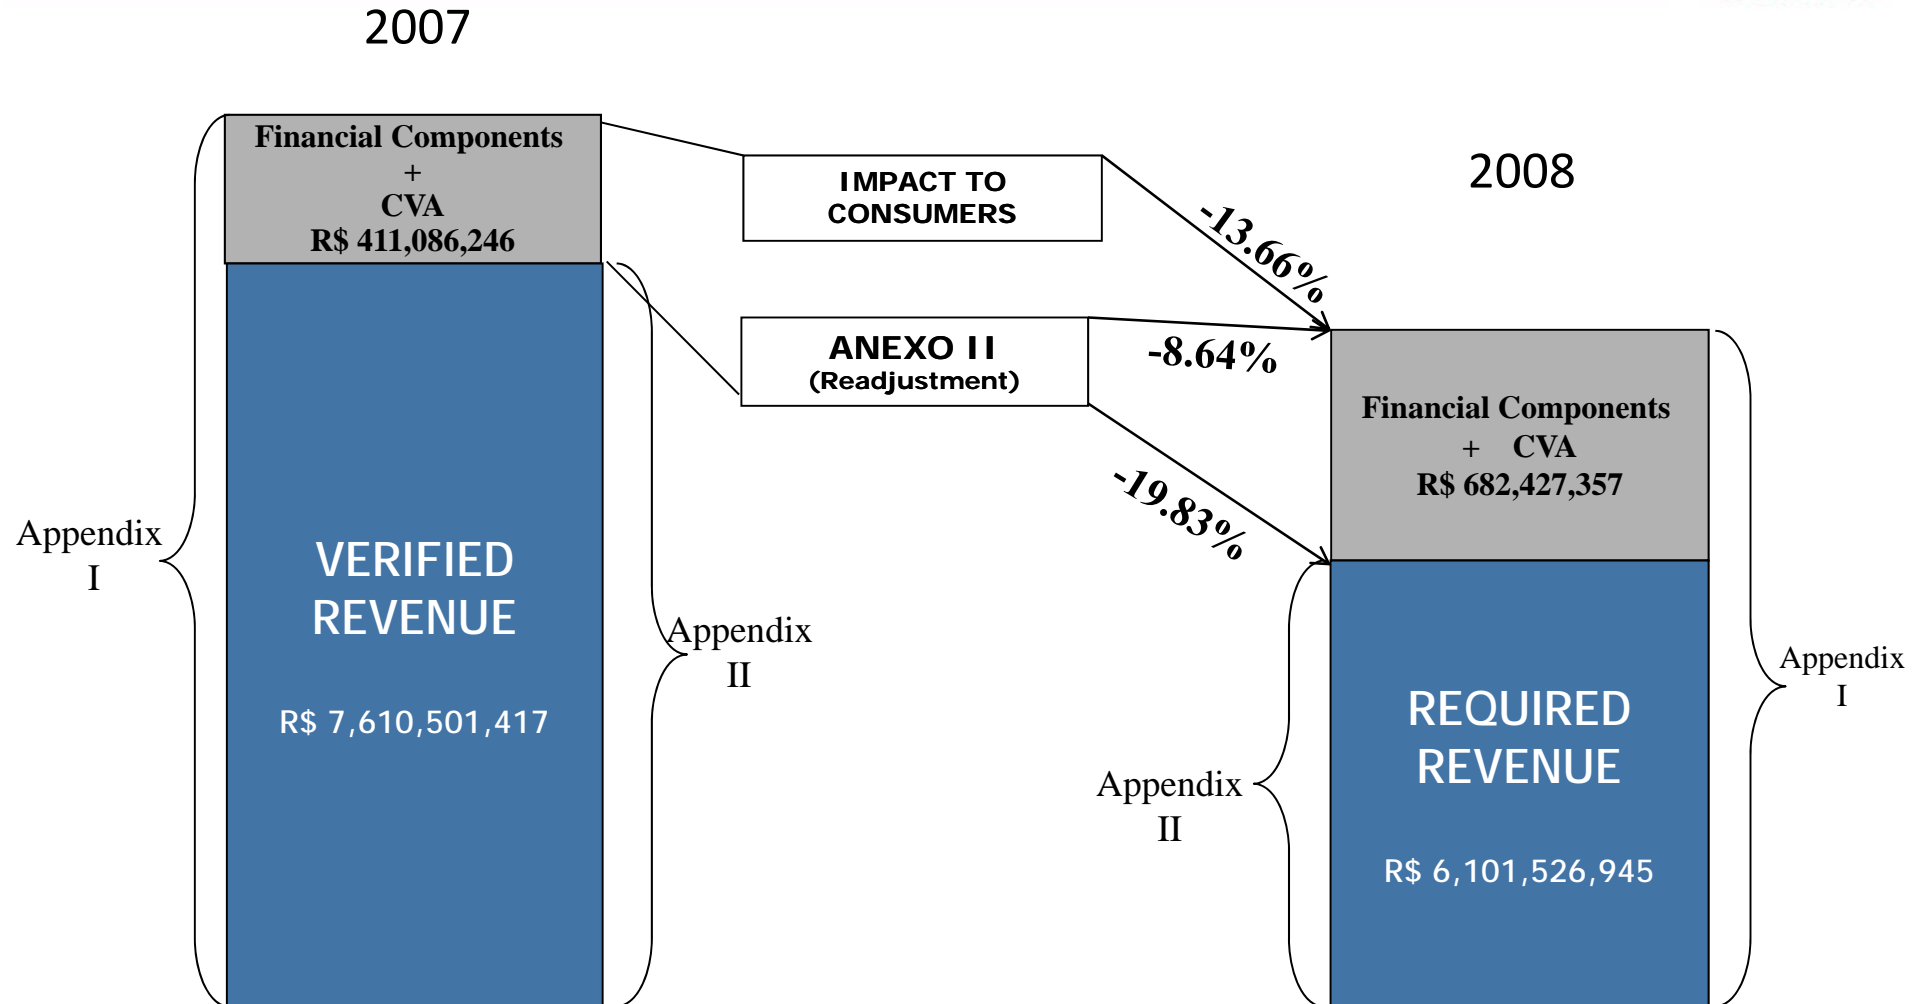 2007
Financial Components
+
CVA
R$ 411,086,246
VERIFIED
REVENUE
R$ 7,610,501,417
Appendix
I
Appendix
II
IMPACT TO
CONSUMERS
ANEXO II
(Readjustment)
-13.66%
-8.64%
-19.83%
2008
Financial Components
+ CVA
R$ 682,427,357
REQUIRED
REVENUE
R$ 6,101,526,945
Appendix
II
Appendix
I